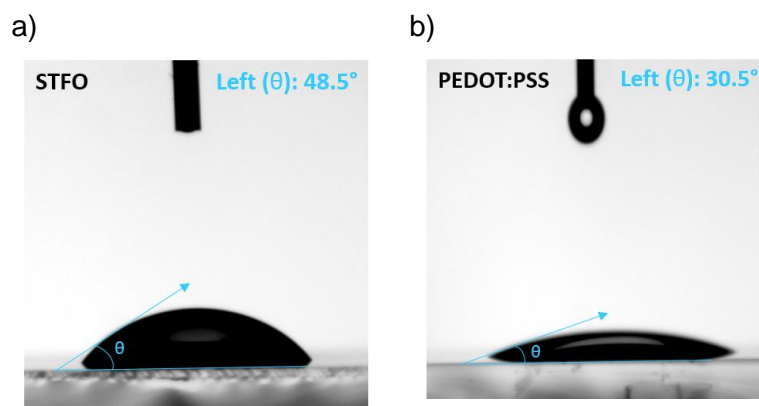 a)
STFO
Left (θ): 48.5°
θ
b)
PEDOT:PSS
Left (θ): 30.5°
θ